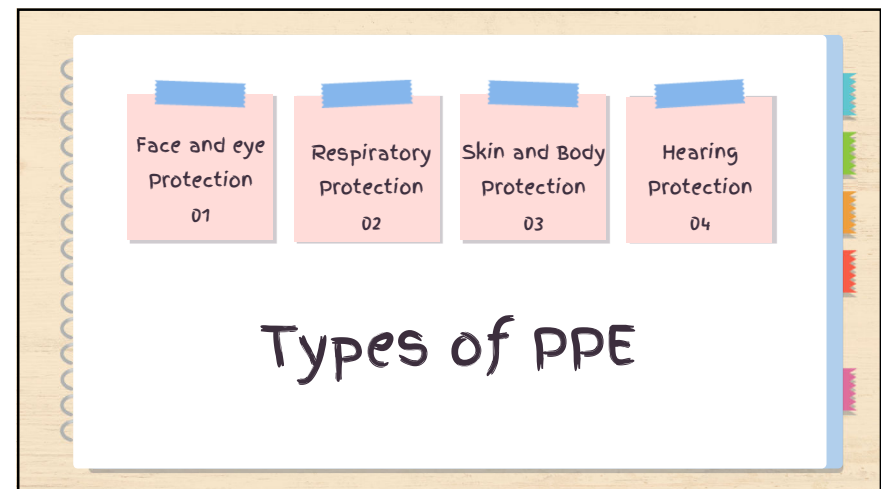 Face and eye
Protection
01
Respiratory
Protection
02
Skin and Body
Protection
03
Hearing
Protection
04
Types of PPE